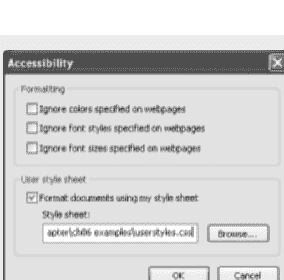 Accessibility
Formatting
Ignore colors specified on webpages
Ignore font styles specified on webpages
Ignore font sizes specified on webpages
User style sheet
Format documents using my style sheet
Style sheet:
apter\ch06 examples\userstyles.css
Browse...
OK
Cancel